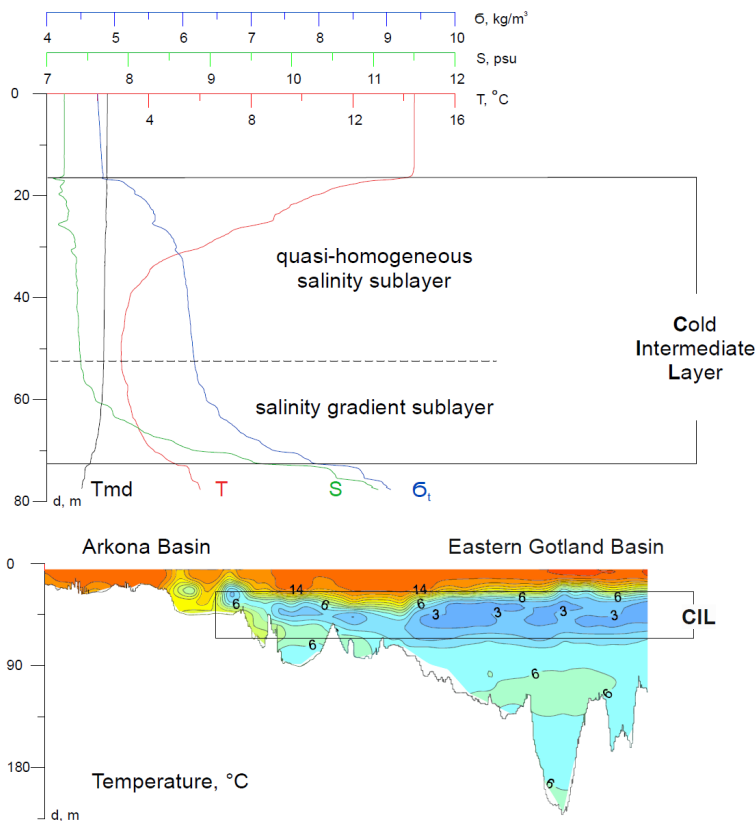 4 5 6 7 8 9 10 Ϭ, kg/m³
7 8 9 10 11 12 S, psu
0 4 8 12 16 T, °C
20
quasi-homogeneous
salinity sublayer
40
Cold
Intermediate
Layer
60
salinity gradient sublayer
80
d, m
Tmd T S Ϭt
Arkona Basin Eastern Gotland Basin
0
14 14
6 6 6 6 6
3 3 3 3
CIL
6
90
6
6
180
6
Temperature, °C
d, m